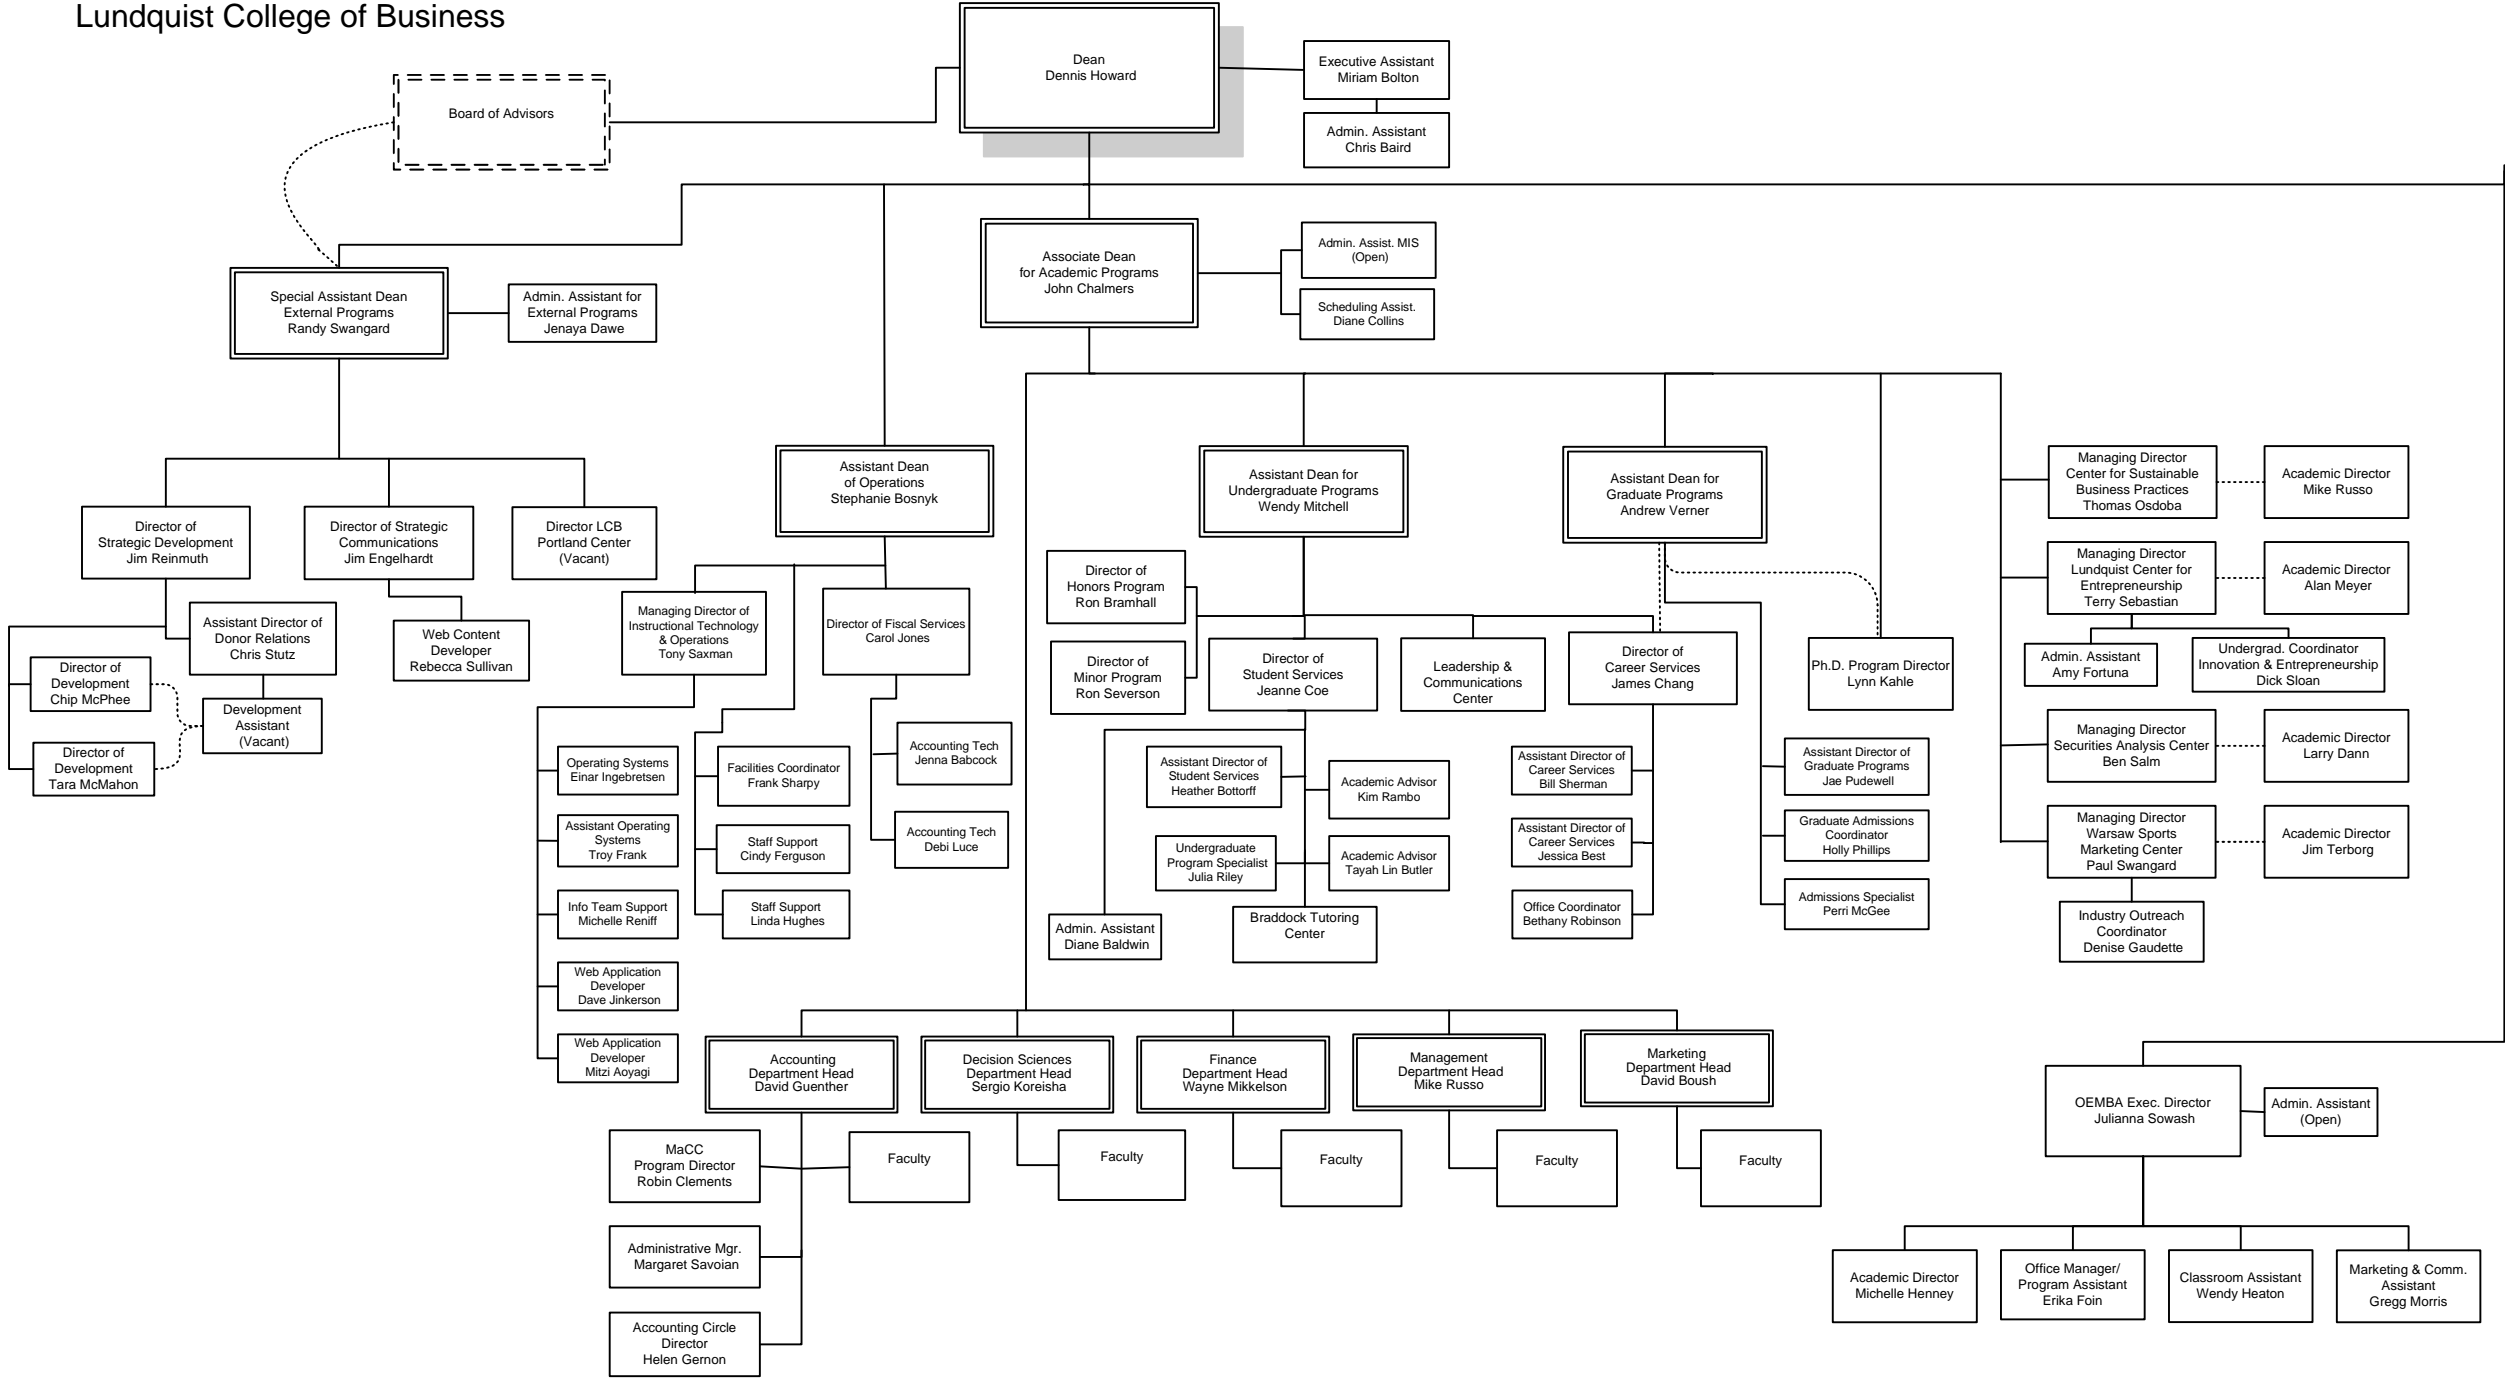 Lundquist College of Business
Dean
Dennis Howard
Executive Assistant
Miriam Bolton
Admin. Assistant
Chris Baird
Board of Advisors
Associate Dean
for Academic Programs
John Chalmers
Admin. Assist. MIS
(Open)
Scheduling Assist.
Diane Collins
Special Assistant Dean
External Programs
Randy Swangard
Admin. Assistant for
External Programs
Jenaya Dawe
Director of
Strategic Development
Jim Reinmuth
Director of Strategic
Communications
Jim Engelhardt
Director LCB
Portland Center
(Vacant)
Assistant Director of
Donor Relations
Chris Stutz
Web Content
Developer
Rebecca Sullivan
Director of
Development
Chip McPhee
Development
Assistant
(Vacant)
Director of
Development
Tara McMahon
Assistant Dean
of Operations
Stephanie Bosnyk
Managing Director of
Instructional Technology
& Operations
Tony Saxman
Director of Fiscal Services
Carol Jones
Operating Systems
Einar Ingebretsen
Assistant Operating
Systems
Troy Frank
Info Team Support
Michelle Reniff
Web Application
Developer
Dave Jinkerson
Web Application
Developer
Mitzi Aoyagi
Facilities Coordinator
Frank Sharpy
Staff Support
Cindy Ferguson
Staff Support
Linda Hughes
Accounting Tech
Jenna Babcock
Accounting Tech
Debi Luce
Assistant Dean for
Undergraduate Programs
Wendy Mitchell
Director of
Honors Program
Ron Bramhall
Director of
Minor Program
Ron Severson
Director of
Student Services
Jeanne Coe
Leadership &
Communications
Center
Director of
Career Services
James Chang
Assistant Director of
Student Services
Heather Bottorff
Academic Advisor
Kim Rambo
Undergraduate
Program Specialist
Julia Riley
Academic Advisor
Tayah Lin Butler
Admin. Assistant
Diane Baldwin
Braddock Tutoring
Center
Assistant Director of
Career Services
Bill Sherman
Assistant Director of
Career Services
Jessica Best
Office Coordinator
Bethany Robinson
Assistant Dean for
Graduate Programs
Andrew Verner
Ph.D. Program Director
Lynn Kahle
Assistant Director of
Graduate Programs
Jae Pudewell
Graduate Admissions
Coordinator
Holly Phillips
Admissions Specialist
Perri McGee
Managing Director
Center for Sustainable
Business Practices
Thomas Osdoba
Academic Director
Mike Russo
Managing Director
Lundquist Center for
Entrepreneurship
Terry Sebastian
Academic Director
Alan Meyer
Admin. Assistant
Amy Fortuna
Undergrad. Coordinator
Innovation & Entrepreneurship
Dick Sloan
Managing Director
Securities Analysis Center
Ben Salm
Academic Director
Larry Dann
Managing Director
Warsaw Sports
Marketing Center
Paul Swangard
Academic Director
Jim Terborg
Industry Outreach
Coordinator
Denise Gaudette
Accounting
Department Head
David Guenther
Decision Sciences
Department Head
Sergio Koreisha
Finance
Department Head
Wayne Mikkelson
Management
Department Head
Mike Russo
Marketing
Department Head
David Boush
MaCC
Program Director
Robin Clements
Faculty
Faculty
Faculty
Faculty
Faculty
Administrative Mgr.
Margaret Savoian
Accounting Circle
Director
Helen Gernon
OEMBA Exec. Director
Julianna Sowash
Admin. Assistant
(Open)
Academic Director
Michelle Henney
Office Manager/
Program Assistant
Erika Foin
Classroom Assistant
Wendy Heaton
Marketing & Comm.
Assistant
Gregg Morris